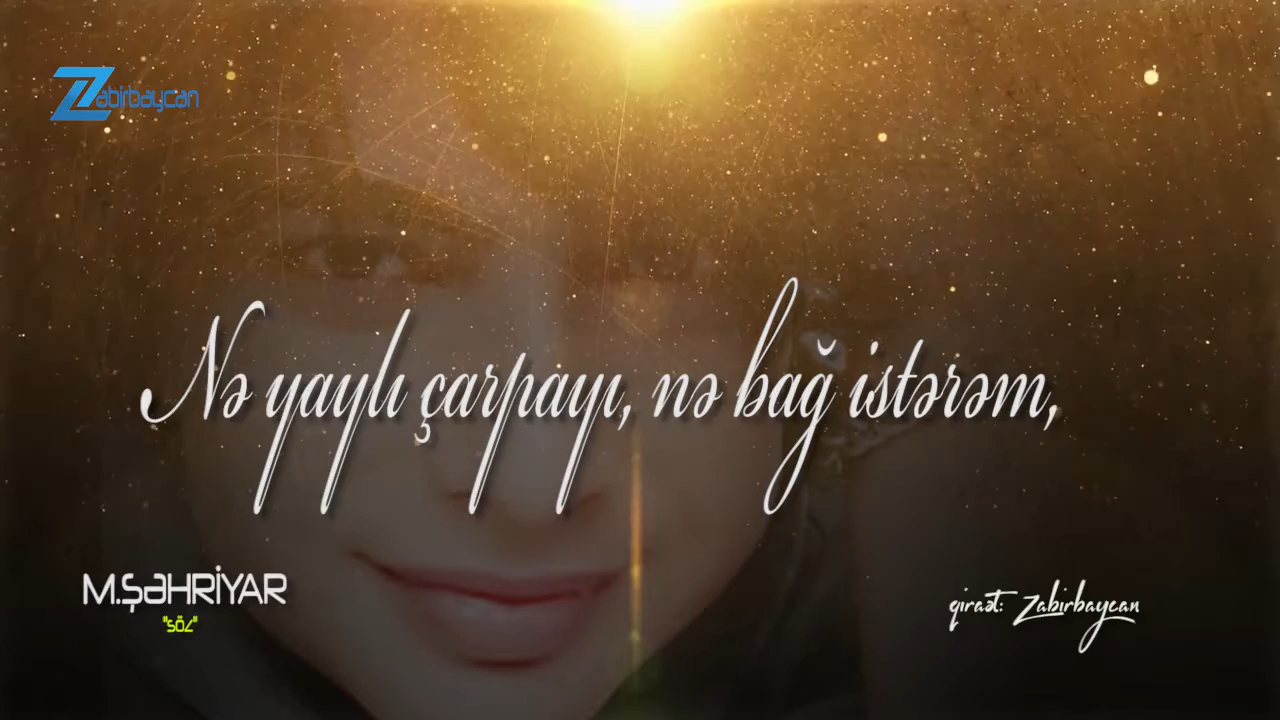 Zabirbaycan
Nə yaylı çarpayı, nə bağ istərəm,
M.ŞƏHRİYAR
"SÖZ"
qiraət: Zabirbaycan